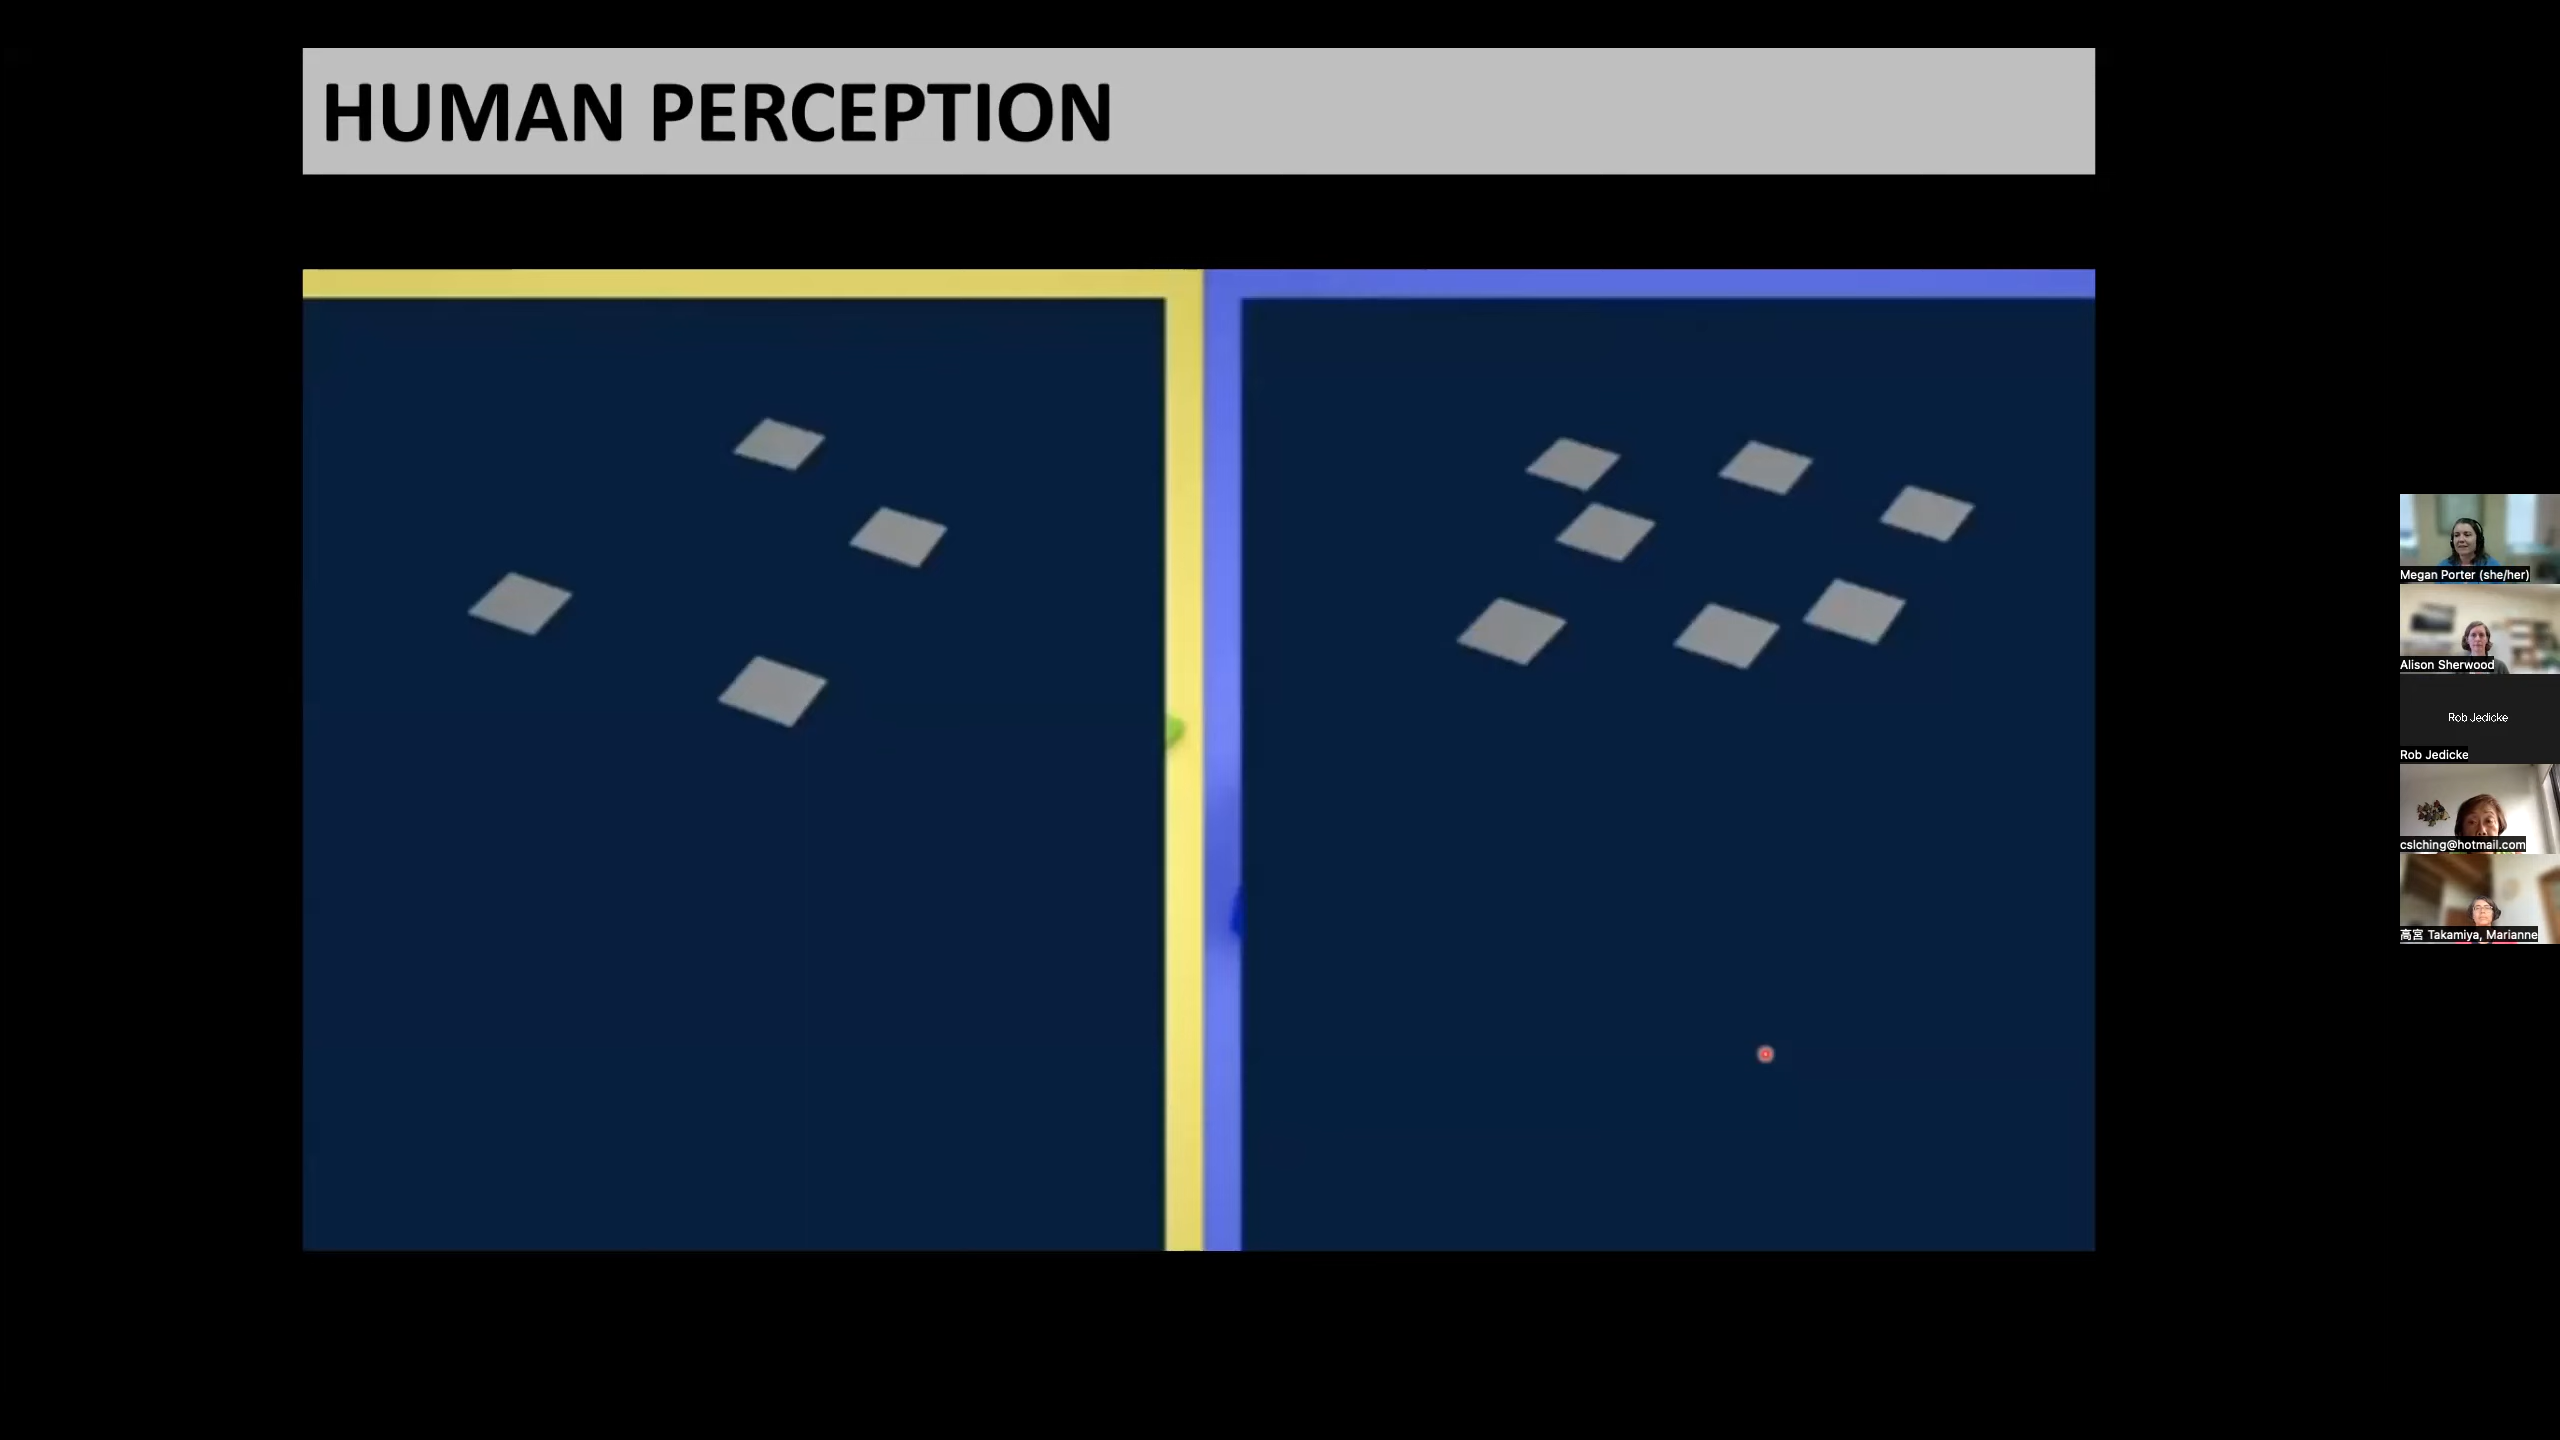 HUMAN PERCEPTION
Megan Porter (she/her)
Alison Sherwood
Rob Jedicke
Rob Jedicke
cslching@hotmail.com
高宮 Takamiya, Marianne